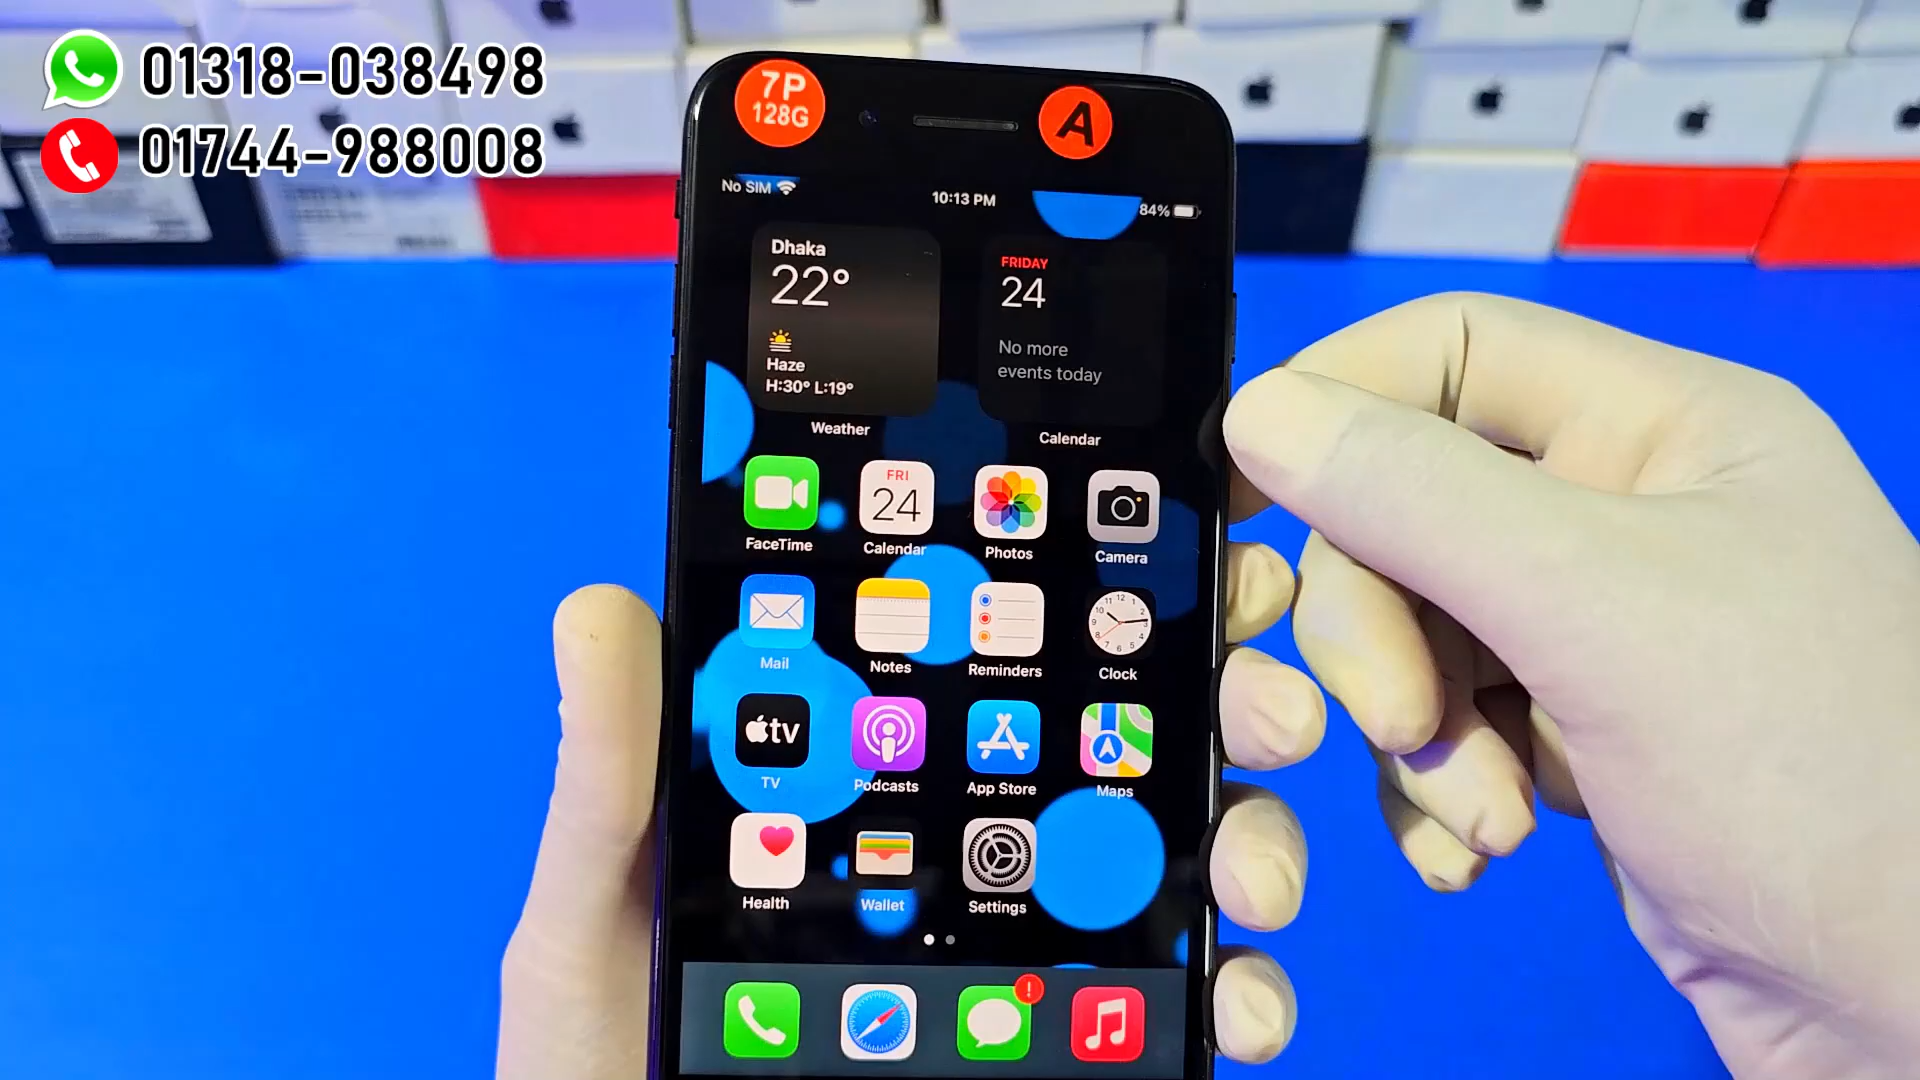 01318-038498
01744-988008
7P
128G
A
No SIM
10:13 PM
84%
Dhaka
22°
Haze
H:30° L:19°
Weather
FRIDAY
24
No more
events today
Calendar
FRI
24
FaceTime
Calendar
Photos
Camera
Mail
Notes
Reminders
Clock
tv
TV
Podcasts
App Store
Maps
Health
Wallet
Settings
!